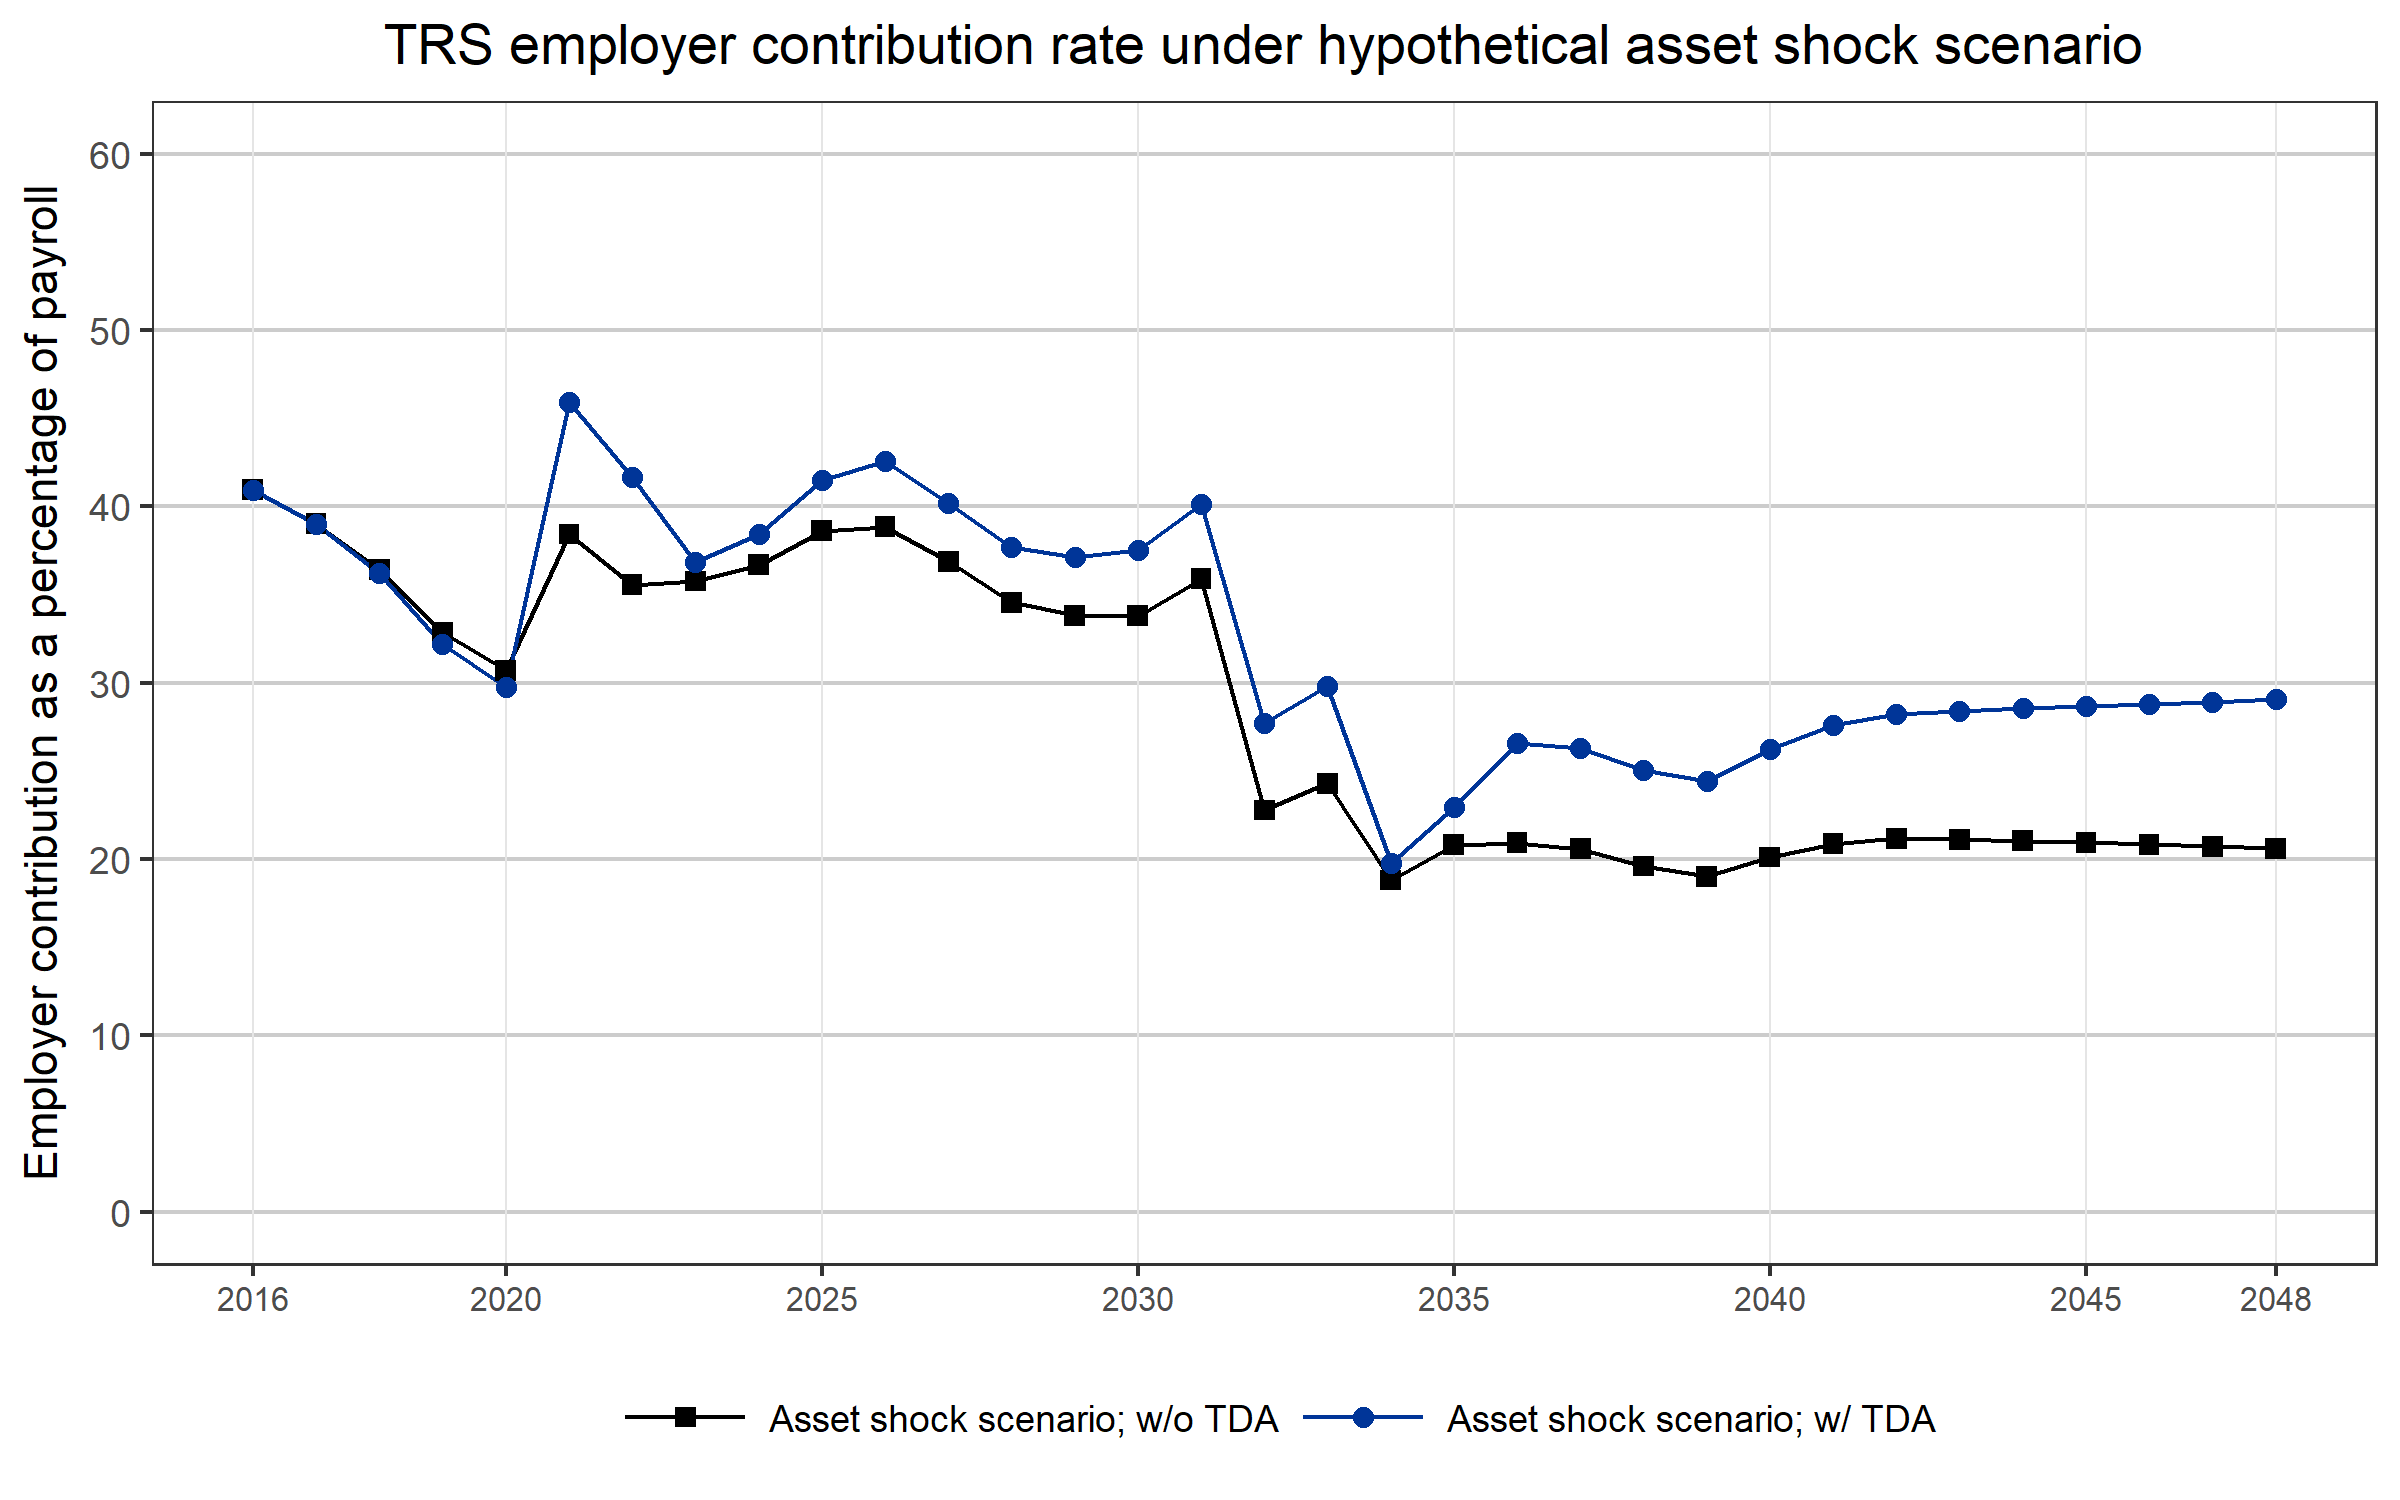 TRS employer contribution rate under hypothetical asset shock scenario
Employer contribution as a percentage of payroll
60
50
40
30
20
10
0
2016 2020 2025 2030 2035 2040 2045 2048
Asset shock scenario; w/o TDA Asset shock scenario; w/ TDA